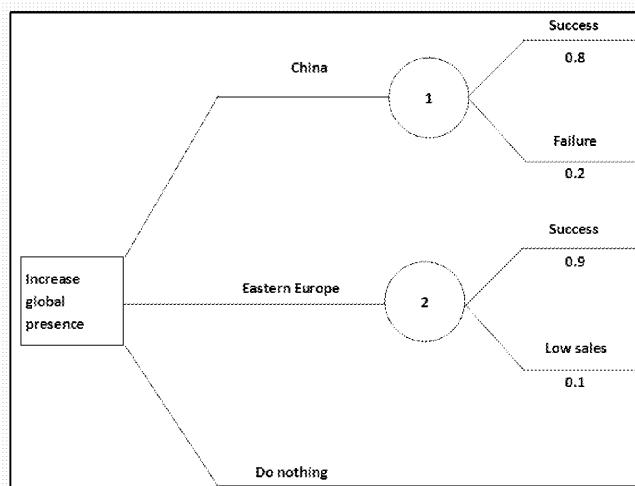 Success
China
0.8
1
Failure
0.2
Success
Increase
global
presence
Eastern Europe
2
0.9
Low sales
0.1
Do nothing